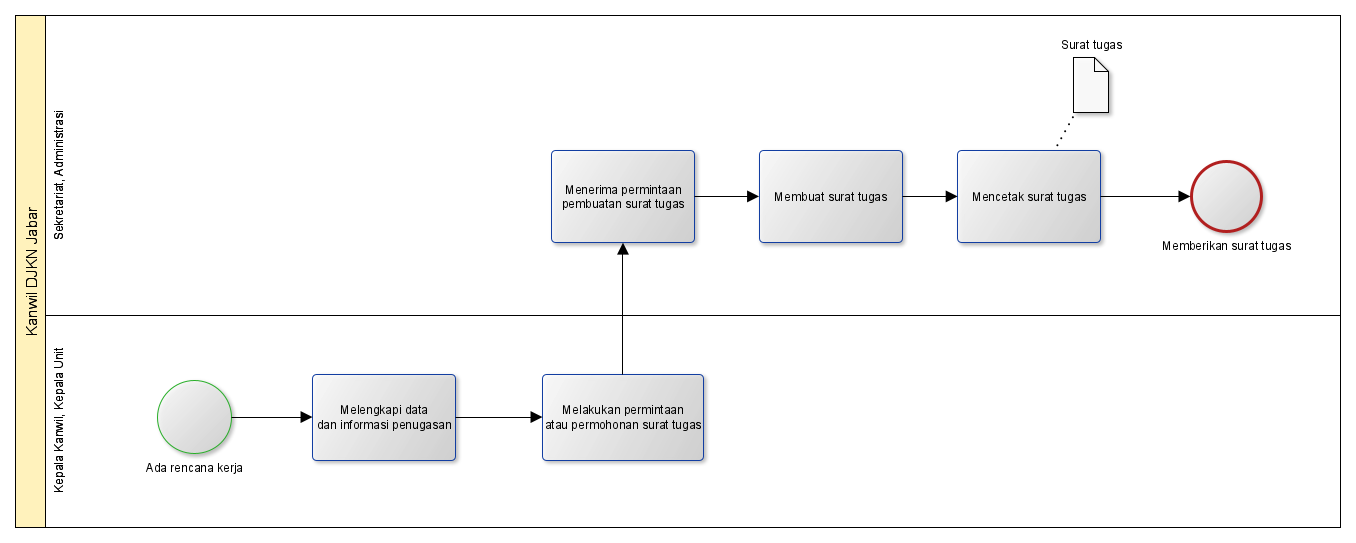 Kanwil DJKN Jabar
Sekretariat, Administrasi
Surat tugas
Menerima permintaan
pembuatan surat tugas
Membuat surat tugas
Mencetak surat tugas
Memberikan surat tugas
Kepala Kanwil, Kepala Unit
Ada rencana kerja
Melengkapi data
dan informasi penugasan
Melakukan permintaan
atau permohonan surat tugas